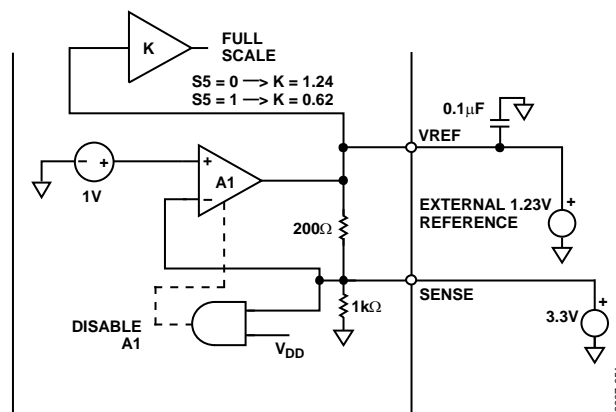 K
FULL
SCALE
S5 = 0 —> K = 1.24
S5 = 1 —> K = 0.62
0.1µF
VREF
– +
1V
+
A1
–
EXTERNAL 1.23V
REFERENCE
+
200Ω
SENSE
1kΩ
DISABLE
A1
VDD
3.3V
+